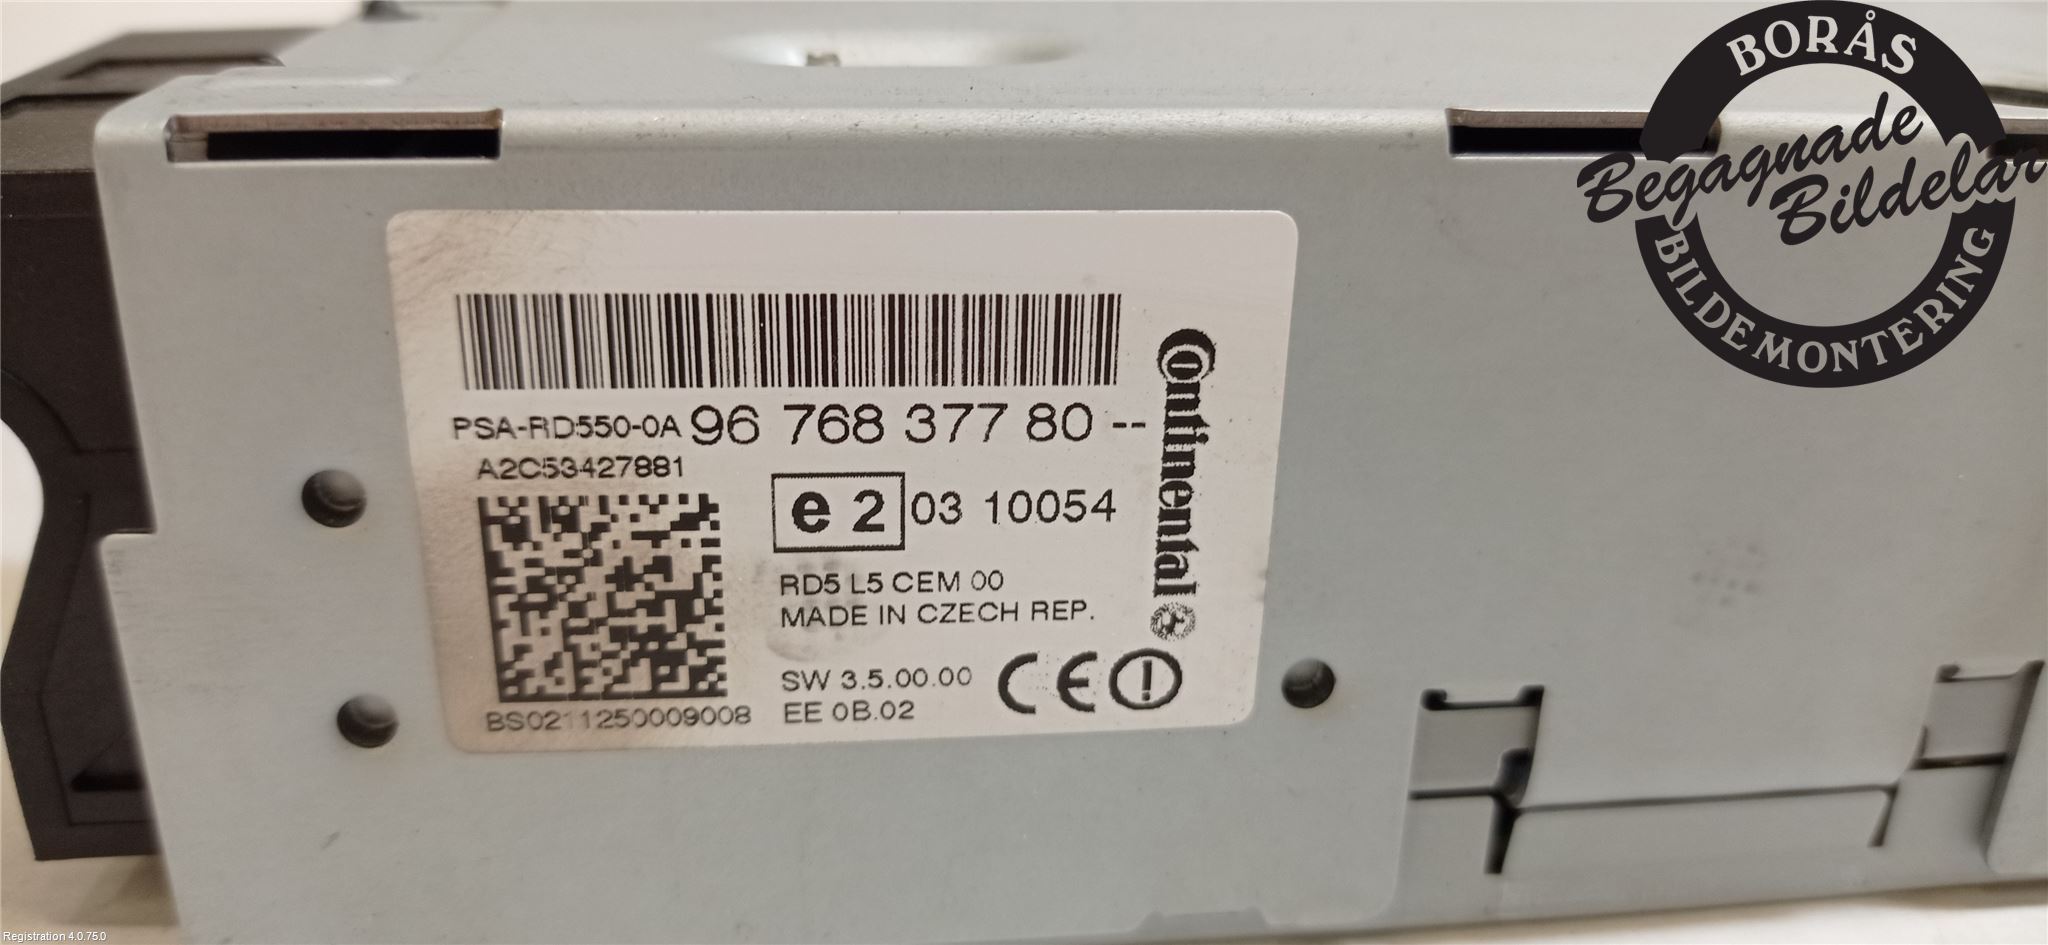 BORÅS
Begagnade
Bildelar
BILDEMONTERING
PSA-RD550-0A 96 768 377 80 --
A2C53427881
e 2 03 10054
RD5 L5 CEM 00
MADE IN CZECH REP.
SW 3.5.00.00
EE 0B.02
BS0211250009008
CE
Continental
Registration 4.0.75.0